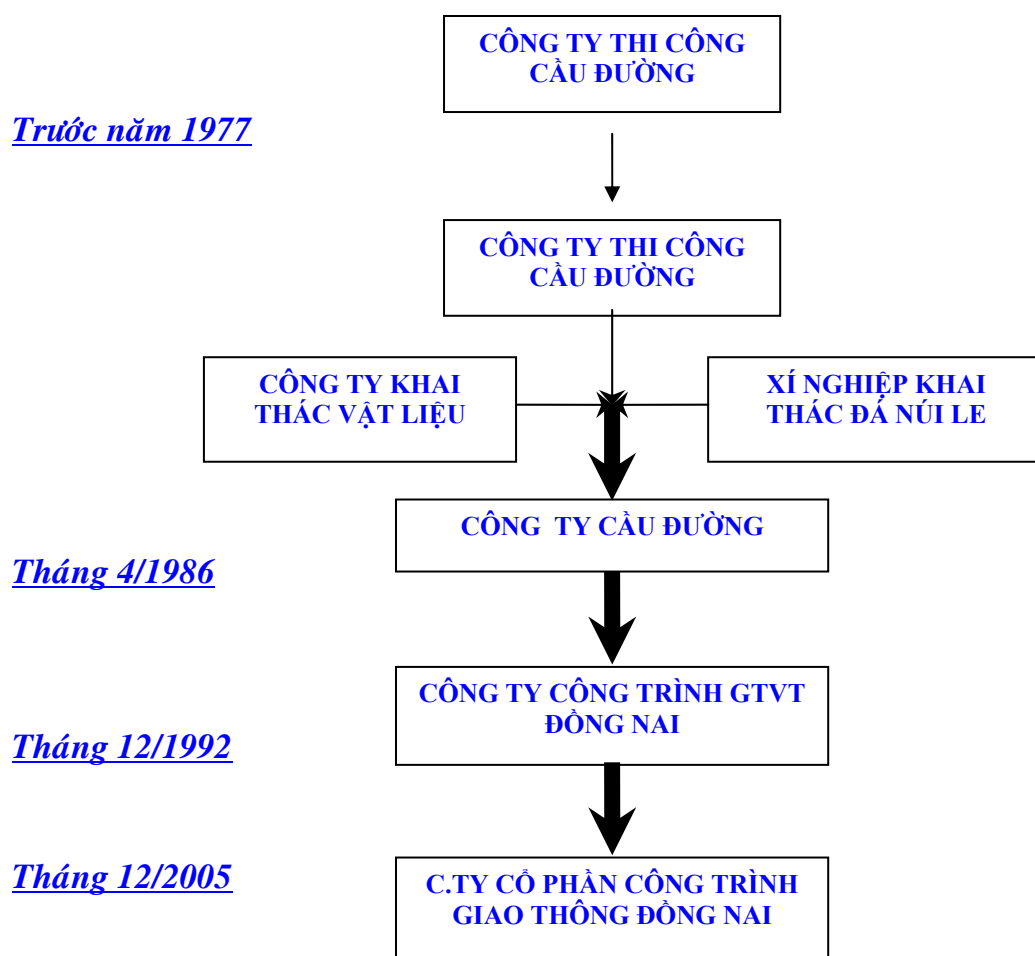 CÔNG TY THI CÔNG
CẦU ĐƯỜNG
Trước năm 1977
CÔNG TY THI CÔNG
CẦU ĐƯỜNG
CÔNG TY KHAI
THÁC VẬT LIỆU
XÍ NGHIỆP KHAI
THÁC ĐÁ NÚI LE
CÔNG TY CẦU ĐƯỜNG
Tháng 4/1986
CÔNG TY CÔNG TRÌNH GTVT
ĐỒNG NAI
Tháng 12/1992
Tháng 12/2005
C.TY CỔ PHẦN CÔNG TRÌNH
GIAO THÔNG ĐỒNG NAI